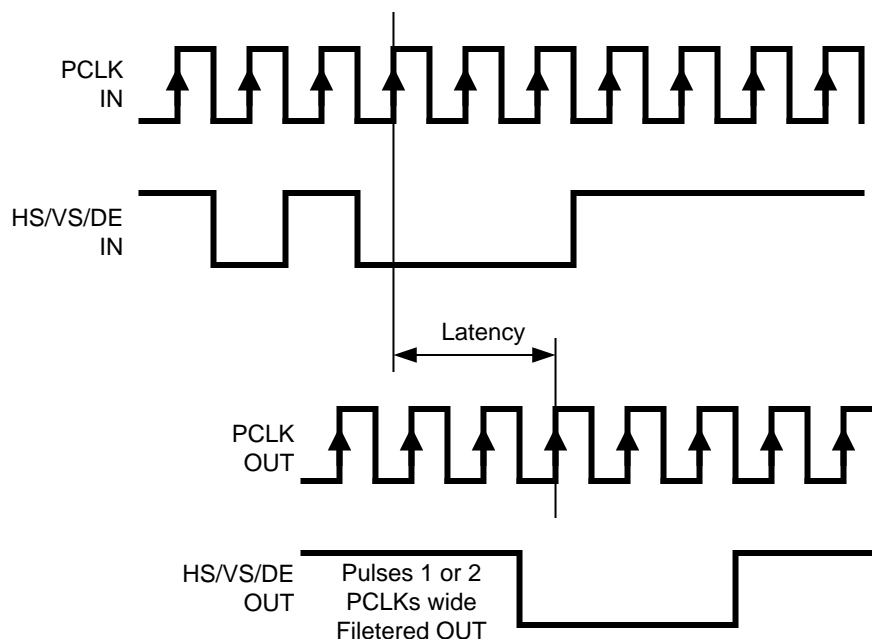 PCLK
IN
HS/VS/DE
IN
Latency
PCLK
OUT
HS/VS/DE
OUT
Pulses 1 or 2
PCLKs wide
Filetered OUT